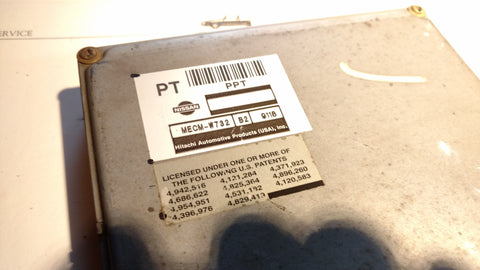 SERVICE
PT
PPT
NISSAN
MECM-W732 B2 9118
Hitachi Automotive Products (USA), Inc.
LICENSED UNDER ONE OR MORE OF
THE FOLLOWING U.S. PATENTS
4,942,516 4,121,284 4,371,923
4,686,622 4,825,364 4,896,260
4,954,951 4,531,192 4,120,583
4,396,976 4,829,413